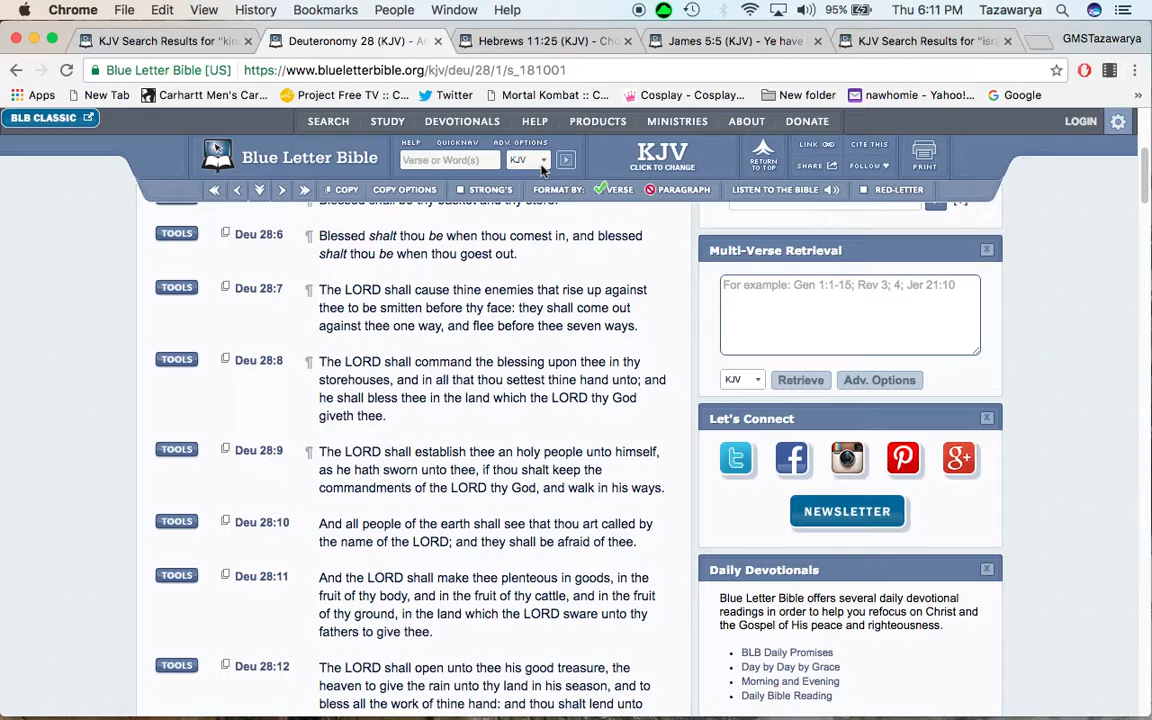 Chrome File Edit View History Bookmarks People Window Help 95% Thu 6:11 PM Tazawarya
KJV Search Results for “kin Deuteronomy 28 (KJV) - An Hebrews 11:25 (KJV) - Cho James 5:5 (KJV) - Ye have KJV Search Results for “isra GMSTazawarya
Blue Letter Bible [US] https://www.blueletterbible.org/kjv/deu/28/1/s_181001
Apps New Tab Carhartt Men's Car... Project Free TV :: C... Twitter Mortal Kombat :: C... Cosplay - Cosplay... New folder nawhomie - Yahoo!... Google »
BLB CLASSIC SEARCH STUDY DEVOTIONALS HELP PRODUCTS MINISTRIES ABOUT DONATE LOGIN
HELP QUICKNAV ADV. OPTIONS
Blue Letter Bible Verse or Word(s) KJV KJV CLICK TO CHANGE RETURN TO TOP LINK CITE THIS SHARE FOLLOW PRINT
COPY COPY OPTIONS STRONG'S FORMAT BY: VERSE PARAGRAPH LISTEN TO THE BIBLE RED-LETTER
Blessed shall be thy basket and thy store.
TOOLS Deu 28:6 ¶ Blessed shalt thou be when thou comest in, and blessed
shalt thou be when thou goest out.
TOOLS Deu 28:7 ¶ The LORD shall cause thine enemies that rise up against
thee to be smitten before thy face: they shall come out
against thee one way, and flee before thee seven ways.
TOOLS Deu 28:8 ¶ The LORD shall command the blessing upon thee in thy
storehouses, and in all that thou settest thine hand unto; and
he shall bless thee in the land which the LORD thy God
giveth thee.
TOOLS Deu 28:9 ¶ The LORD shall establish thee an holy people unto himself,
as he hath sworn unto thee, if thou shalt keep the
commandments of the LORD thy God, and walk in his ways.
TOOLS Deu 28:10 And all people of the earth shall see that thou art called by
the name of the LORD; and they shall be afraid of thee.
TOOLS Deu 28:11 And the LORD shall make thee plenteous in goods, in the
fruit of thy body, and in the fruit of thy cattle, and in the fruit
of thy ground, in the land which the LORD sware unto thy
fathers to give thee.
TOOLS Deu 28:12 The LORD shall open unto thee his good treasure, the
heaven to give the rain unto thy land in his season, and to
bless all the work of thine hand: and thou shalt lend unto
Multi-Verse Retrieval
For example: Gen 1:1-15; Rev 3; 4; Jer 21:10
KJV Retrieve Adv. Options
Let's Connect
NEWSLETTER
Daily Devotionals
Blue Letter Bible offers several daily devotional
readings in order to help you refocus on Christ and
the Gospel of His peace and righteousness.
• BLB Daily Promises
• Day by Day by Grace
• Morning and Evening
• Daily Bible Reading